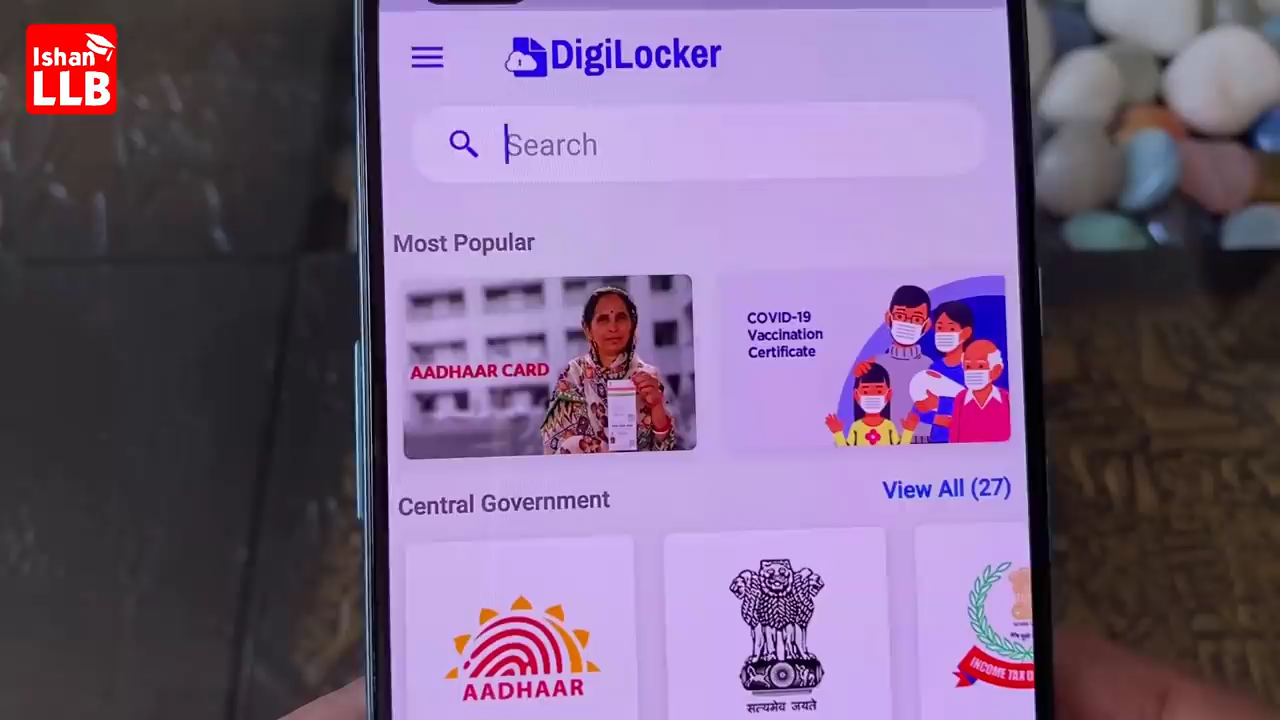 Ishan
LLB
DigiLocker
Search
Most Popular
AADHAAR CARD
COVID-19
Vaccination
Certificate
Central Government
View All (27)
AADHAAR
सत्यमेव जयते
INCOME TAX